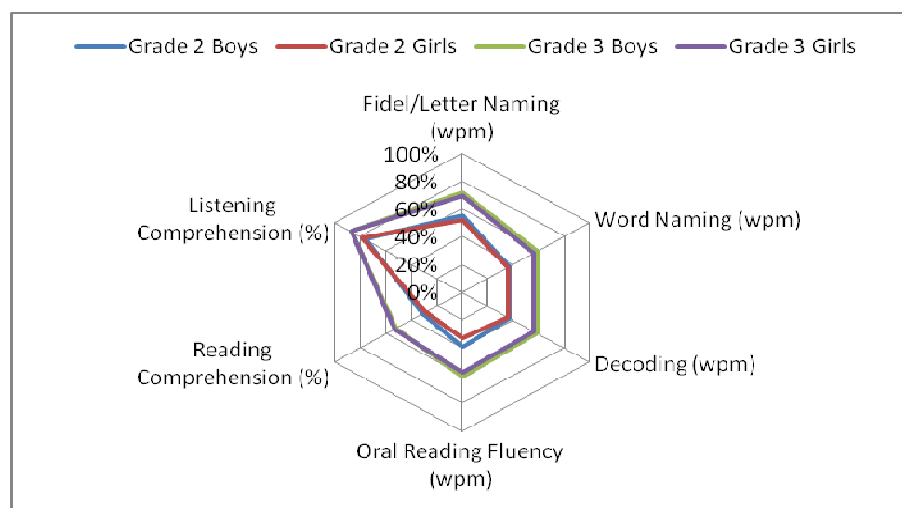 Grade 2 Boys Grade 2 Girls Grade 3 Boys Grade 3 Girls
Fidel/Letter Naming
(wpm)
100%
80%
60%
40%
20%
0%
Listening
Comprehension (%)
Word Naming (wpm)
Reading
Comprehension (%)
Decoding (wpm)
Oral Reading Fluency
(wpm)